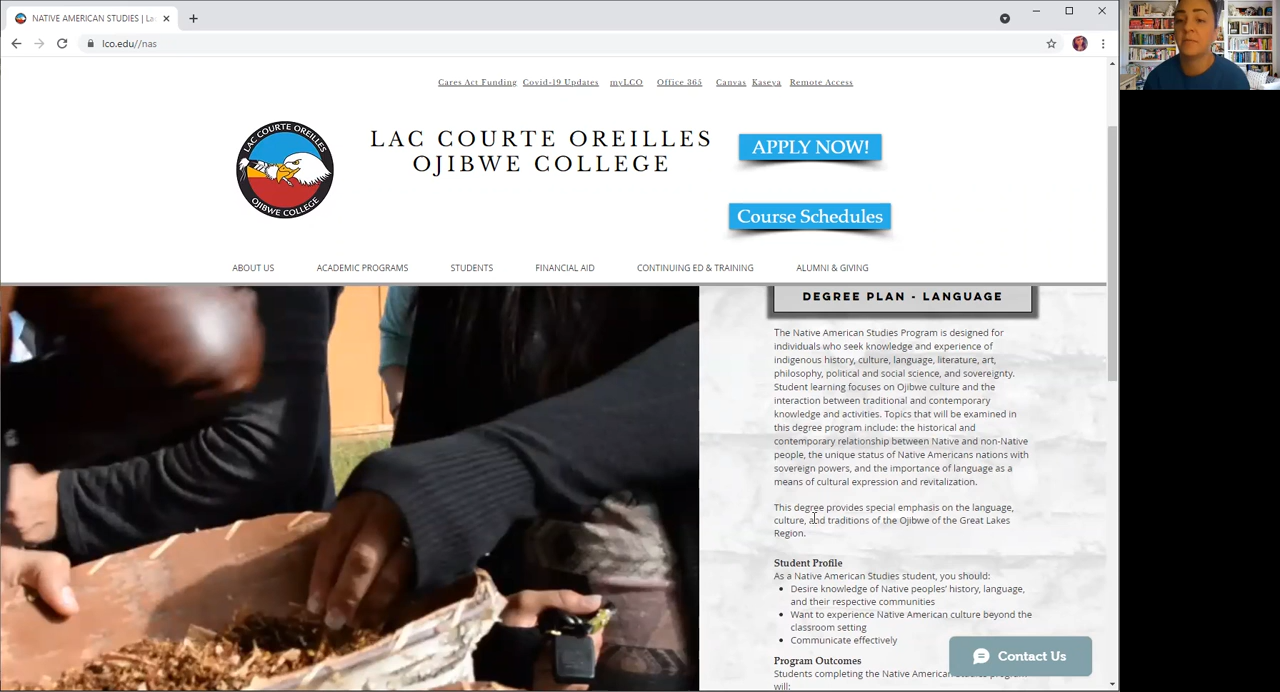 NATIVE AMERICAN STUDIES | La
lco.edu//nas
Cares Act Funding Covid-19 Updates myLCO Office 365 Canvas Kaseya Remote Access
LAC COURTE OREILLES
OJIBWE COLLEGE
LAC COURTE OREILLES
OJIBWE COLLEGE
APPLY NOW!
Course Schedules
ABOUT US ACADEMIC PROGRAMS STUDENTS FINANCIAL AID CONTINUING ED & TRAINING ALUMNI & GIVING
DEGREE PLAN - LANGUAGE
The Native American Studies Program is designed for
individuals who seek knowledge and experience of
indigenous history, culture, language, literature, art,
philosophy, political and social science, and sovereignty.
Student learning focuses on Ojibwe culture and the
interaction between traditional and contemporary
knowledge and activities. Topics that will be examined in
this degree program include: the historical and
contemporary relationship between Native and non-Native
people, the unique status of Native Americans nations with
sovereign powers, and the importance of language as a
means of cultural expression and revitalization.
This degree provides special emphasis on the language,
culture, and traditions of the Ojibwe of the Great Lakes
Region.
Student Profile
As a Native American Studies student, you should:
Desire knowledge of Native peoples' history, language,
and their respective communities
Want to experience Native American culture beyond the
classroom setting
Communicate effectively
Program Outcomes
Students completing the Native American Studies program
will:
Contact Us